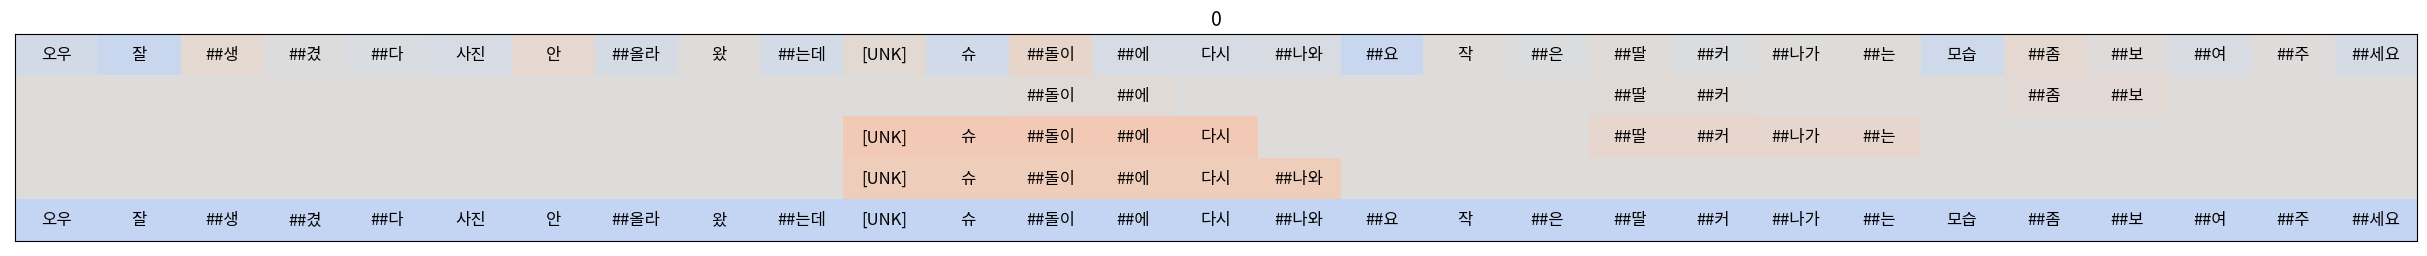 0
오우 잘 ##생 ##겼 ##다 사진 안 ##올라 왔 ##는데 [UNK] 슈 ##돌이 ##에 다시 ##나와 ##요 작 ##은 ##딸 ##커 ##나가 ##는 모습 ##좀 ##보 ##여 ##주 ##세요
##돌이 ##에 ##딸 ##커 ##좀 ##보
[UNK] 슈 ##돌이 ##에 다시 ##딸 ##커 ##나가 ##는
[UNK] 슈 ##돌이 ##에 다시 ##나와
오우 잘 ##생 ##겼 ##다 사진 안 ##올라 왔 ##는데 [UNK] 슈 ##돌이 ##에 다시 ##나와 ##요 작 ##은 ##딸 ##커 ##나가 ##는 모습 ##좀 ##보 ##여 ##주 ##세요